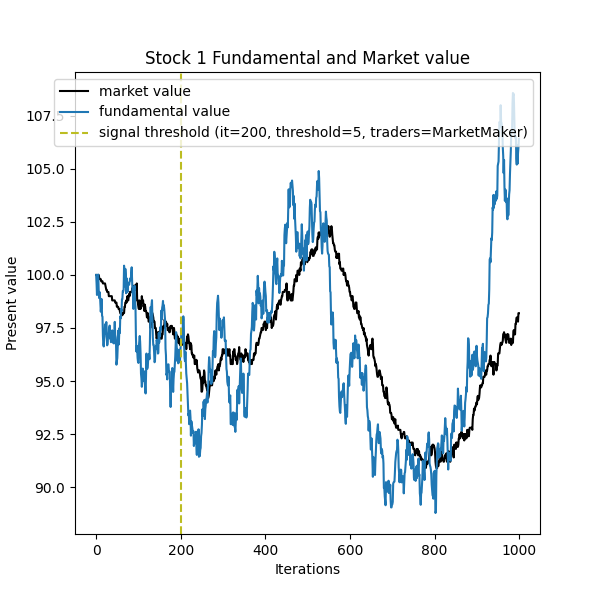 Stock 1 Fundamental and Market value
market value
fundamental value
signal threshold (it=200, threshold=5, traders=MarketMaker)
107.5
105.0
102.5
100.0
97.5
95.0
92.5
90.0
Present value
0 200 400 600 800 1000
Iterations